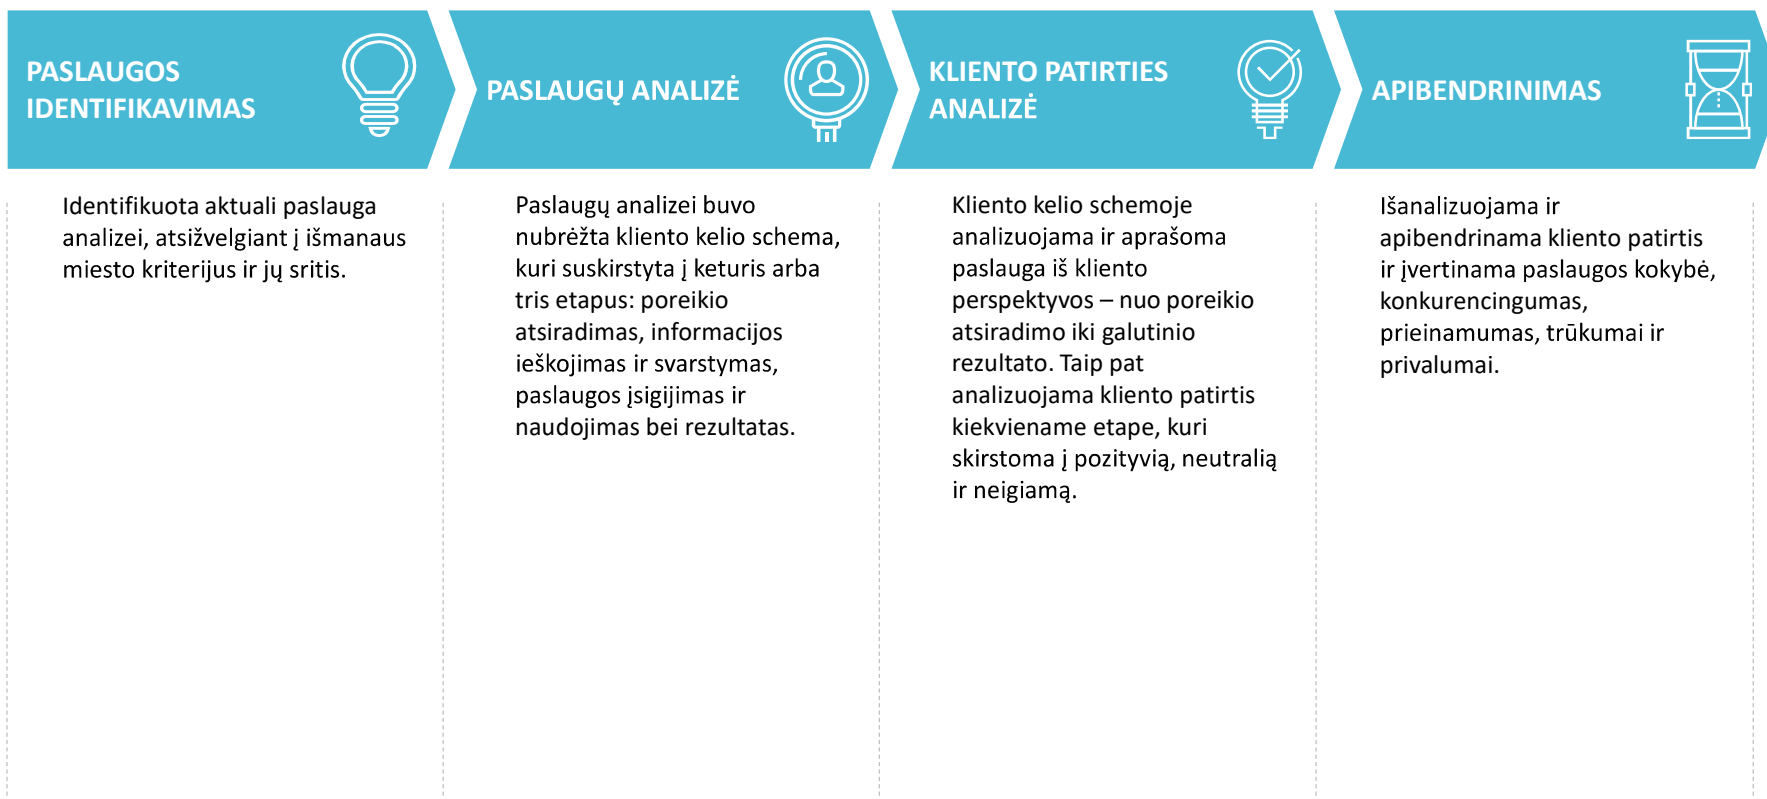 PASLAUGOS
IDENTIFIKAVIMAS
PASLAUGŲ ANALIZĖ
KLIENTO PATIRTIES
ANALIZĖ
APIBENDRINIMAS
Identifikuota aktuali paslauga
analizei, atsižvelgiant į išmanaus
miesto kriterijus ir jų sritis.
Paslaugų analizei buvo
nubrėžta kliento kelio schema,
kuri suskirstyta į keturis arba
tris etapus: poreikio
atsiradimas, informacijos
ieškojimas ir svarstymas,
paslaugos įsigijimas ir
naudojimas bei rezultatas.
Kliento kelio schemoje
analizuojama ir aprašoma
paslauga iš kliento
perspektyvos – nuo poreikio
atsiradimo iki galutinio
rezultato. Taip pat
analizuojama kliento patirtis
kiekviename etape, kuri
skirstoma į pozityvią, neutralią
ir neigiamą.
Išanalizuojama ir
apibendrinama kliento patirtis
ir įvertinama paslaugos kokybė,
konkurencingumas,
prieinamumas, trūkumai ir
privalumai.